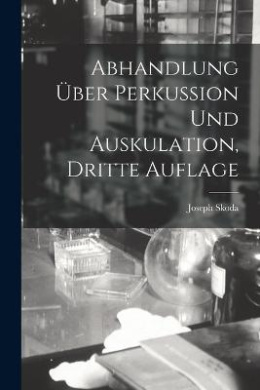 Abhandlung
Über Perkussion
Und
Auskulation,
Dritte Auflage
Joseph Skoda